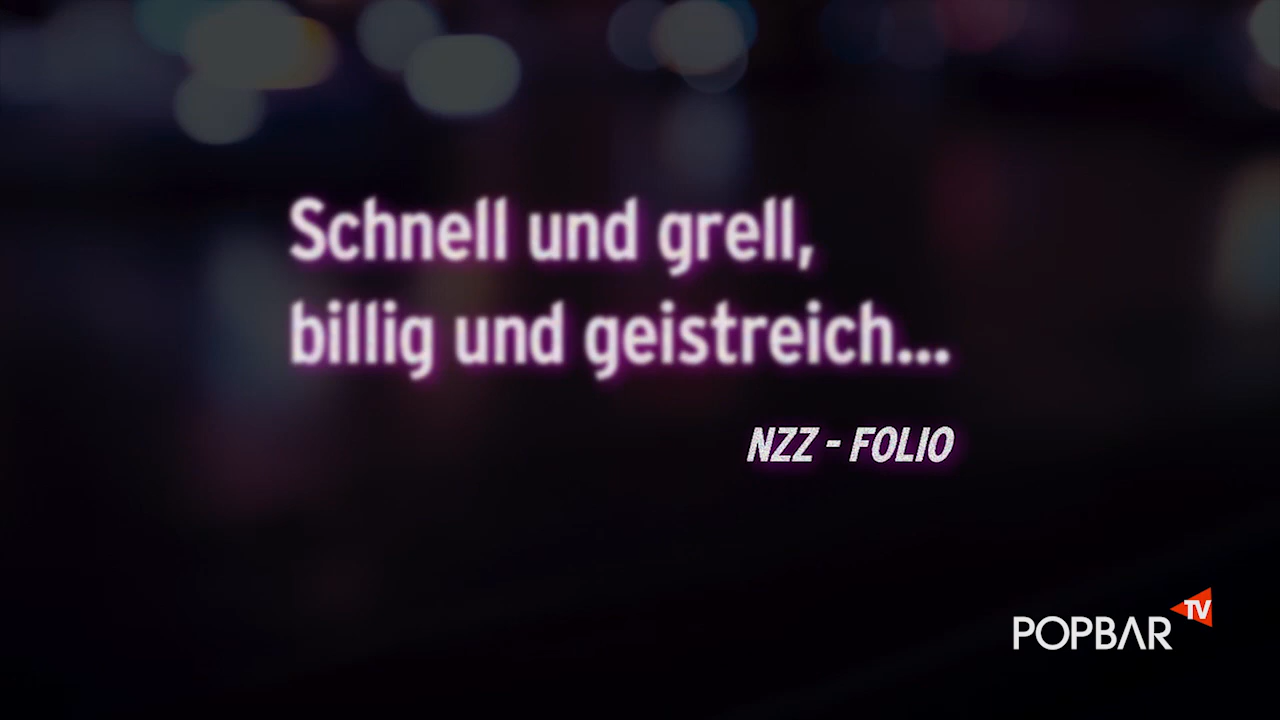 Schnell und grell,
billig und geistreich...
NZZ - FOLIO
POPBAR TV